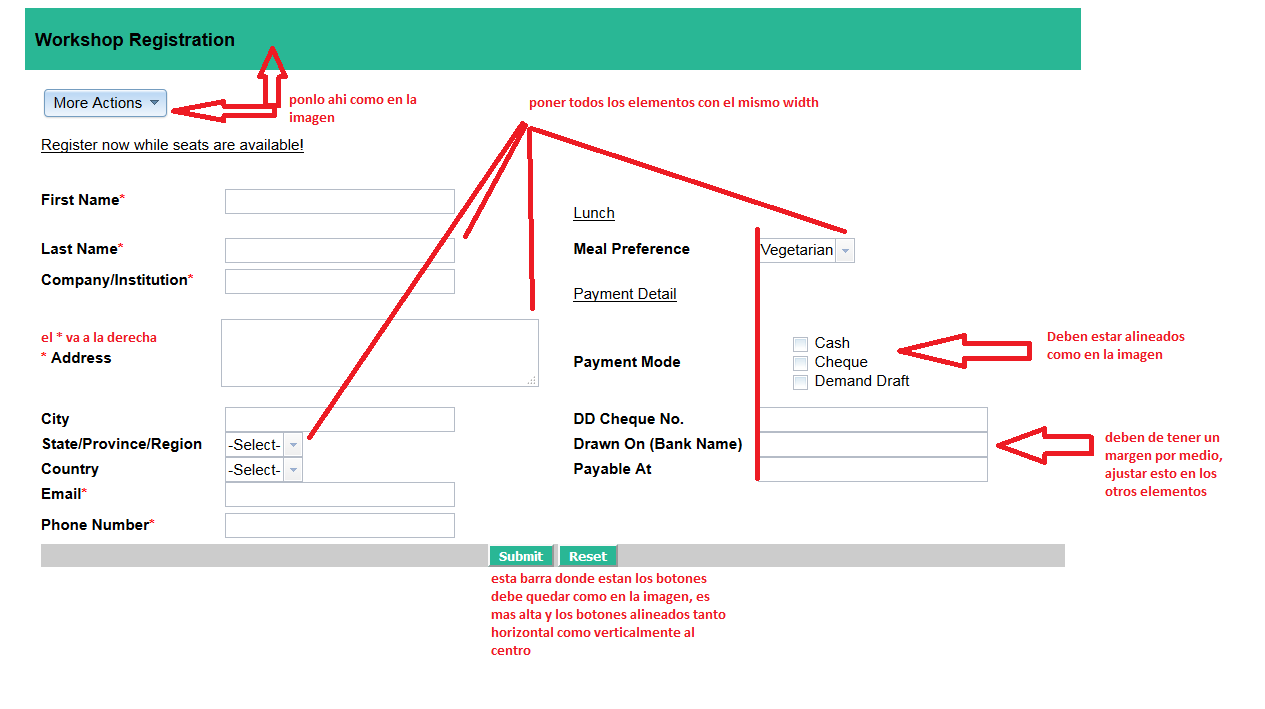 Workshop Registration
More Actions
ponlo ahi como en la
imagen
poner todos los elementos con el mismo width
Register now while seats are available!
First Name*
Lunch
Last Name*
Meal Preference
Vegetarian
Company/Institution*
Payment Detail
el * va a la derecha
* Address
Payment Mode
Cash
Cheque
Demand Draft
Deben estar alineados
como en la imagen
City
DD Cheque No.
State/Province/Region
-Select-
Drawn On (Bank Name)
Country
-Select-
Payable At
deben de tener un
margen por medio,
ajustar esto en los
otros elementos
Email*
Phone Number*
Submit
Reset
esta barra donde estan los botones
debe quedar como en la imagen, es
mas alta y los botones alineados tanto
horizontal como verticalmente al
centro